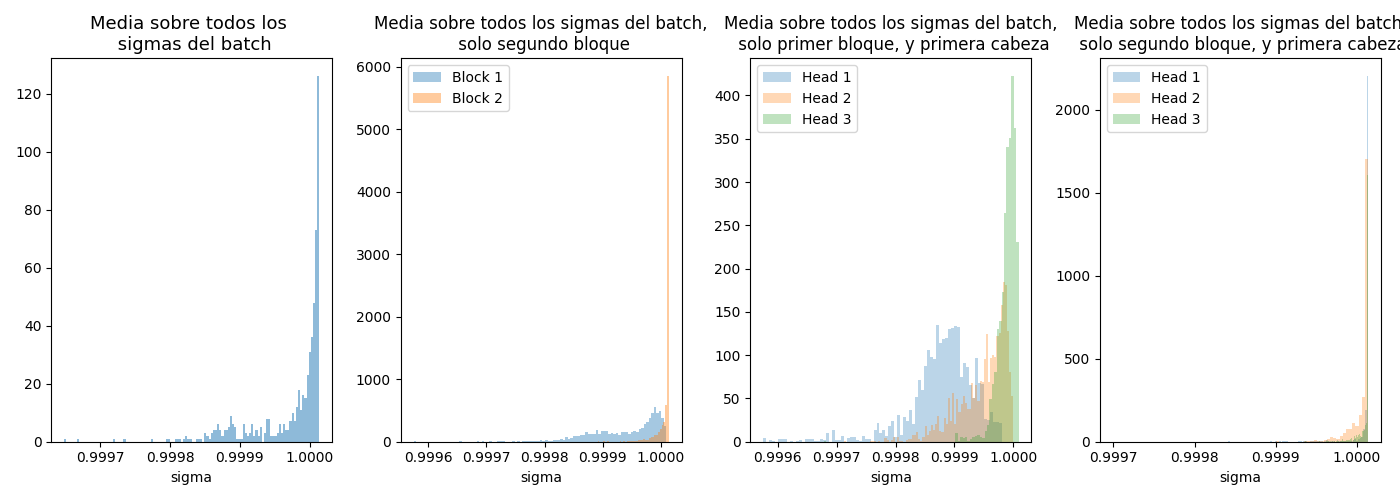 Media sobre todos los
sigmas del batch
120
100
80
60
40
20
0
0.9997 0.9998 0.9999 1.0000
sigma
Media sobre todos los sigmas del batch,
solo segundo bloque
Block 1
Block 2
6000
5000
4000
3000
2000
1000
0
0.9996 0.9997 0.9998 0.9999 1.0000
sigma
Media sobre todos los sigmas del batch,
solo primer bloque, y primera cabeza
Head 1
Head 2
Head 3
400
350
300
250
200
150
100
50
0
0.9996 0.9997 0.9998 0.9999 1.0000
sigma
Media sobre todos los sigmas del batch
solo segundo bloque, y primera cabeza
Head 1
Head 2
Head 3
2000
1500
1000
500
0
0.9997 0.9998 0.9999 1.0000
sigma